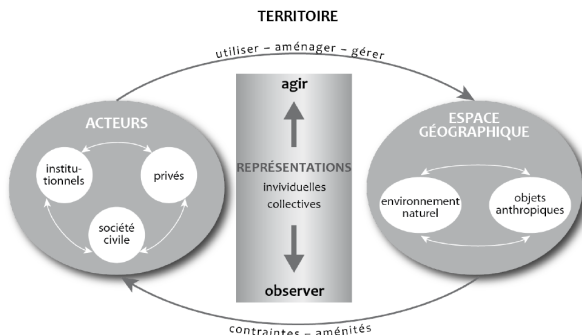 TERRITOIRE
utiliser – aménager – gérer
agir
ACTEURS
institu-
tionnels
privés
société
civile
REPRÉSENTATIONS
inviduelles
collectives
ESPACE
GÉOGRAPHIQUE
environnement
naturel
objets
anthropiques
observer
contraintes – aménités